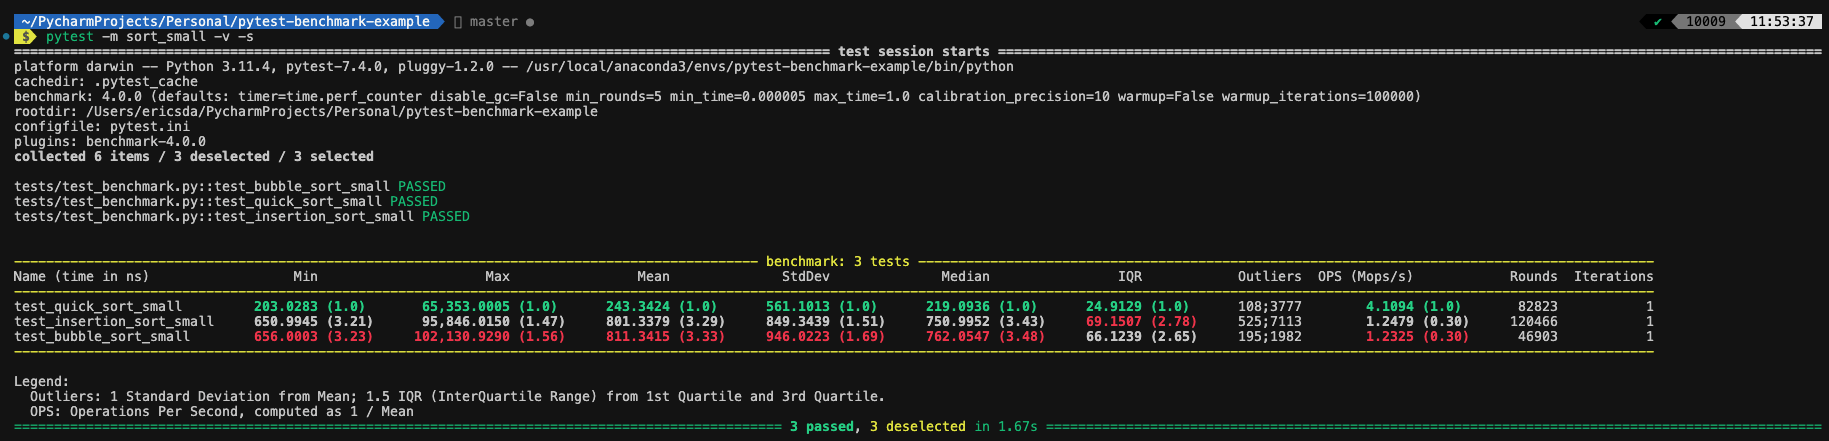 ~/PycharmProjects/Personal/pytest-benchmark-example master ● ✔ 10009 11:53:37
$ pytest -m sort_small -v -s
test session starts
platform darwin -- Python 3.11.4, pytest-7.4.0, pluggy-1.2.0 -- /usr/local/anaconda3/envs/pytest-benchmark-example/bin/python
cachedir: .pytest_cache
benchmark: 4.0.0 (defaults: timer=time.perf_counter disable_gc=False min_rounds=5 min_time=0.000005 max_time=1.0 calibration_precision=10 warmup=False warmup_iterations=100000)
rootdir: /Users/ericsda/PycharmProjects/Personal/pytest-benchmark-example
configfile: pytest.ini
plugins: benchmark-4.0.0
collected 6 items / 3 deselected / 3 selected
tests/test_benchmark.py::test_bubble_sort_small PASSED
tests/test_benchmark.py::test_quick_sort_small PASSED
tests/test_benchmark.py::test_insertion_sort_small PASSED
benchmark: 3 tests
Name (time in ns) Min Max Mean StdDev Median IQR Outliers OPS (Mops/s) Rounds Iterations
test_quick_sort_small 203.0283 (1.0) 65,353.0005 (1.0) 243.3424 (1.0) 561.1013 (1.0) 219.0936 (1.0) 24.9129 (1.0) 108;3777 4.1094 (1.0) 82823 1
test_insertion_sort_small 650.9945 (3.21) 95,846.0150 (1.47) 801.3379 (3.29) 849.3439 (1.51) 750.9952 (3.43) 69.1507 (2.78) 525;7113 1.2479 (0.30) 120466 1
test_bubble_sort_small 656.0003 (3.23) 102,130.9290 (1.56) 811.3415 (3.33) 946.0223 (1.69) 762.0547 (3.48) 66.1239 (2.65) 195;1982 1.2325 (0.30) 46903 1
Legend:
Outliers: 1 Standard Deviation from Mean; 1.5 IQR (InterQuartile Range) from 1st Quartile and 3rd Quartile.
OPS: Operations Per Second, computed as 1 / Mean
3 passed, 3 deselected in 1.67s